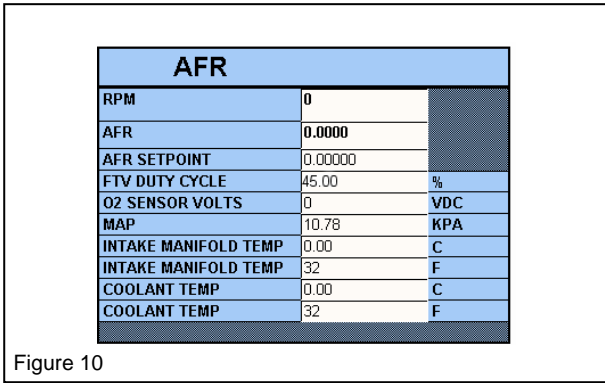 AFR
RPM 0
AFR 0.0000
AFR SETPOINT 0.00000
FTV DUTY CYCLE 45.00 %
O2 SENSOR VOLTS 0 VDC
MAP 10.78 KPA
INTAKE MANIFOLD TEMP 0.00 C
INTAKE MANIFOLD TEMP 32 F
COOLANT TEMP 0.00 C
COOLANT TEMP 32 F
Figure 10